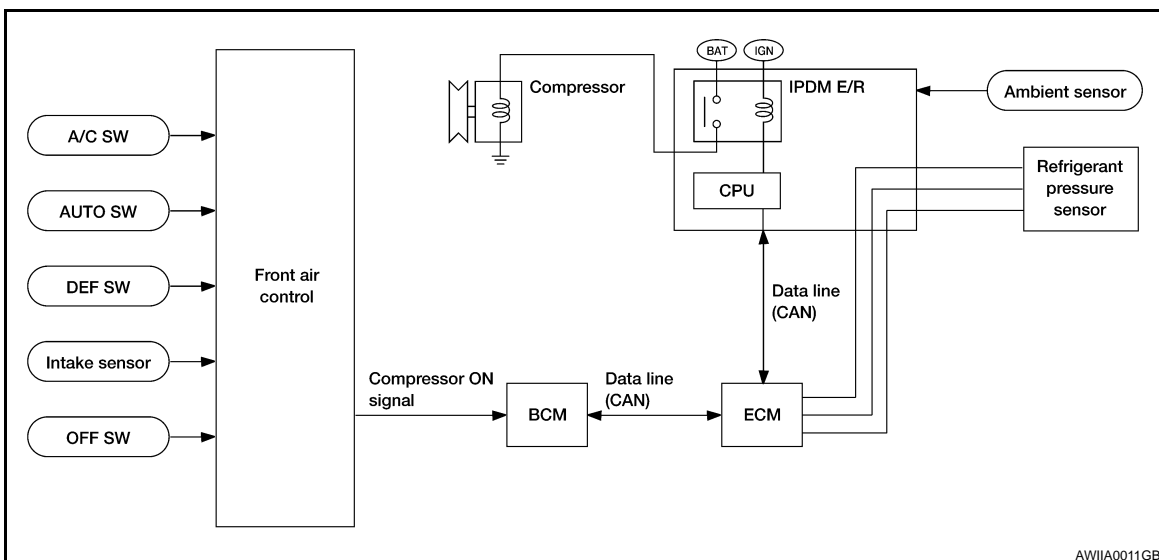 BAT
IGN
Compressor
IPDM E/R
Ambient sensor
A/C SW
Refrigerant
pressure
sensor
CPU
AUTO SW
Front air
control
DEF SW
Data line
(CAN)
Intake sensor
Compressor ON
signal
Data line
(CAN)
BCM
ECM
OFF SW
AWIIA0011GB